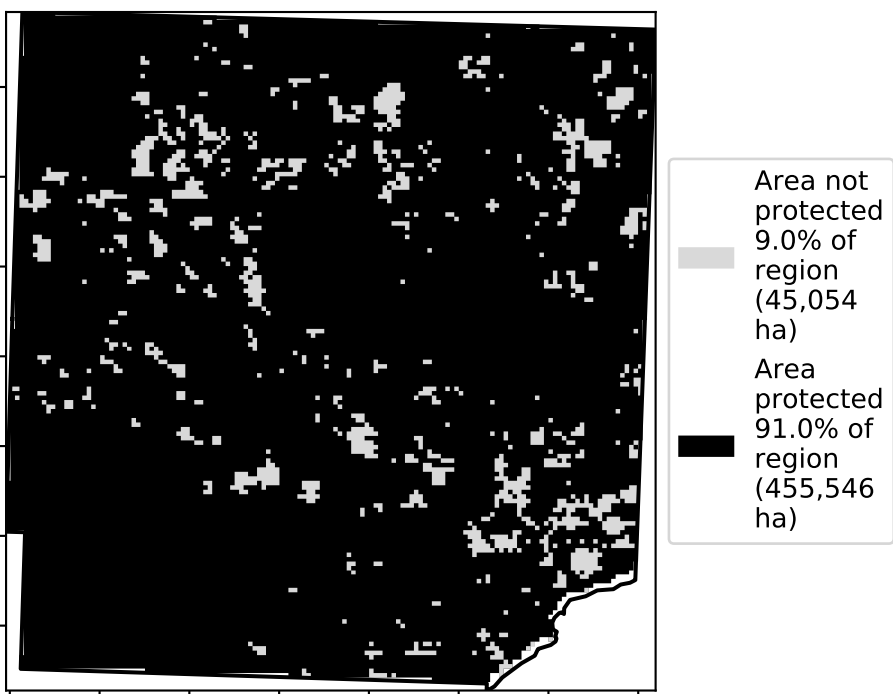 Area not
protected
9.0% of
region
(45,054
ha)
Area
protected
91.0% of
region
(455,546
ha)